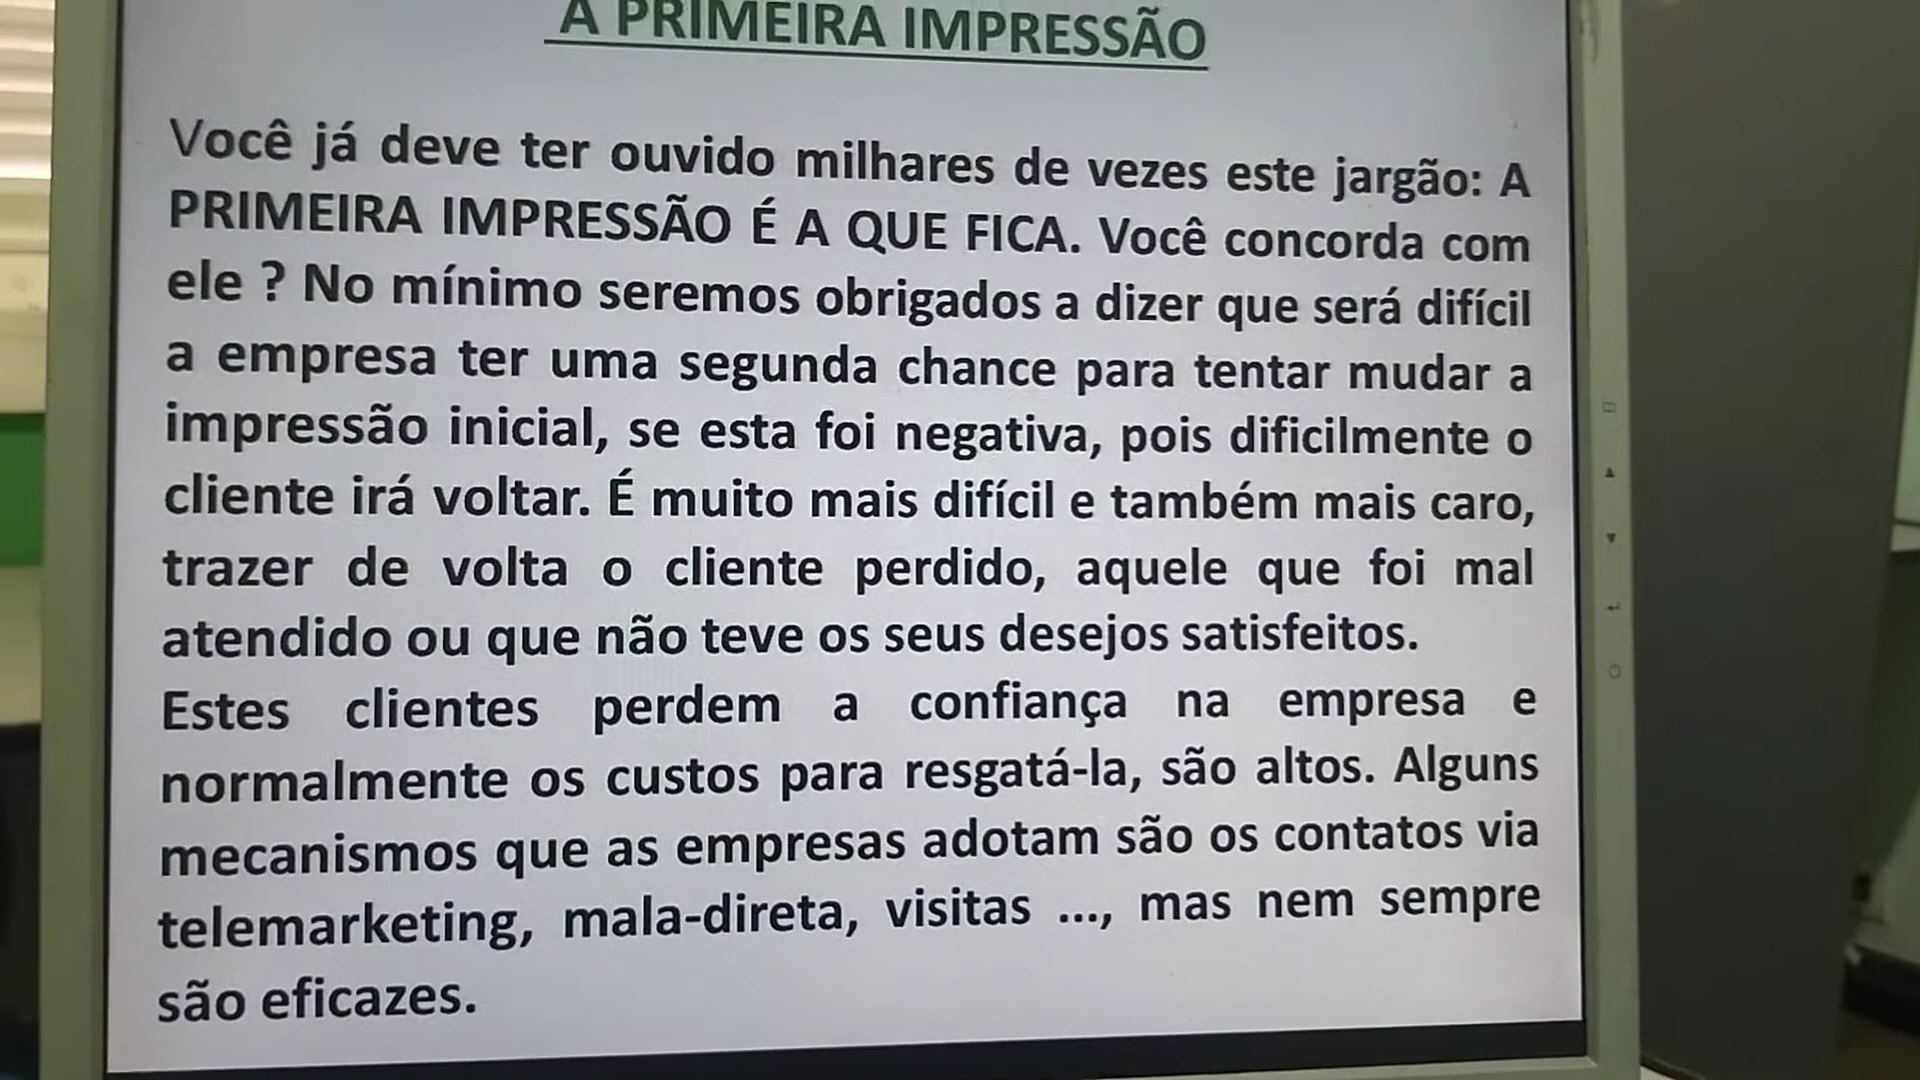 A PRIMEIRA IMPRESSÃO
Você já deve ter ouvido milhares de vezes este jargão: A
PRIMEIRA IMPRESSÃO É A QUE FICA. Você concorda com
ele ? No mínimo seremos obrigados a dizer que será difícil
a empresa ter uma segunda chance para tentar mudar a
impressão inicial, se esta foi negativa, pois dificilmente o
cliente irá voltar. É muito mais difícil e também mais caro,
trazer de volta o cliente perdido, aquele que foi mal
atendido ou que não teve os seus desejos satisfeitos.
Estes clientes perdem a confiança na empresa e
normalmente os custos para resgatá-la, são altos. Alguns
mecanismos que as empresas adotam são os contatos via
telemarketing, mala-direta, visitas ..., mas nem sempre
são eficazes.